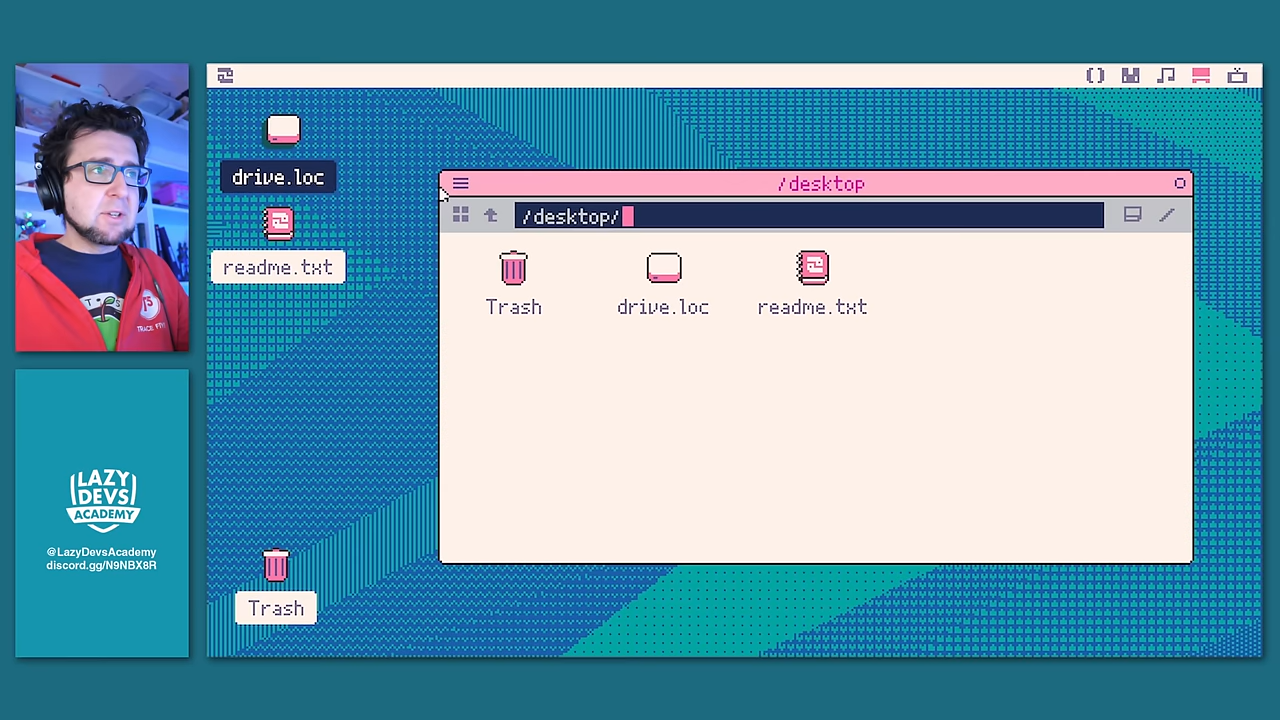 drive.loc
readme.txt
Trash
/desktop
/desktop/
Trash
drive.loc
readme.txt
LAZY
DEVS
ACADEMY
@LazyDevsAcademy
discord.gg/N9NBX8R